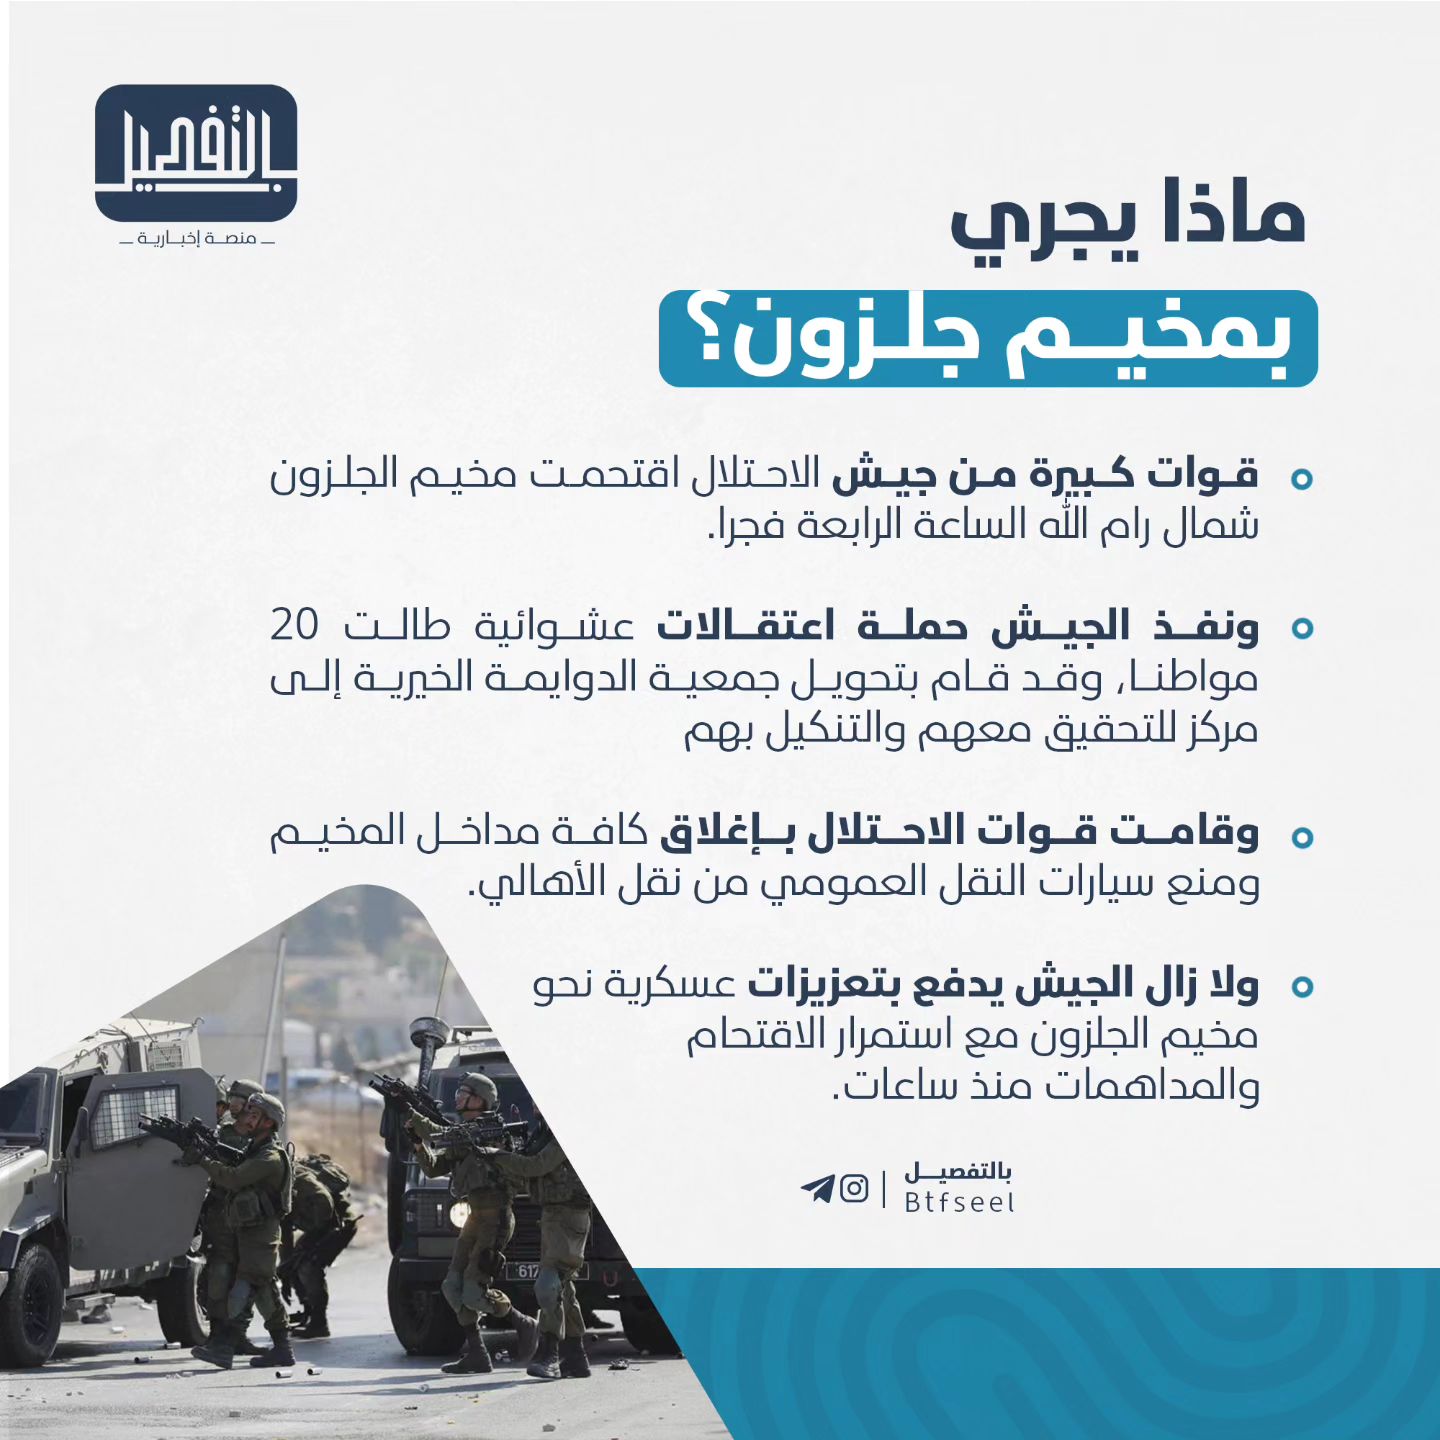 بالتفصيل
منصة إخبارية
ماذا يجري
بمخيم جلزون؟
قوات كبيرة من جيش الاحتلال اقتحمت مخيم الجلزون
شمال رام الله الساعة الرابعة فجرا.
ونفذ الجيش حملة اعتقالات عشوائية طالت 20
مواطنا، وقد قام بتحويل جمعية الدوايمة الخيرية إلى
مركز للتحقيق معهم والتنكيل بهم
وقامت قوات الاحتلال بإغلاق كافة مداخل المخيم
ومنع سيارات النقل العمومي من نقل الأهالي.
ولا زال الجيش يدفع بتعزيزات عسكرية نحو
مخيم الجلزون مع استمرار الاقتحام
والمداهمات منذ ساعات.
بالتفصيل
Btfseel